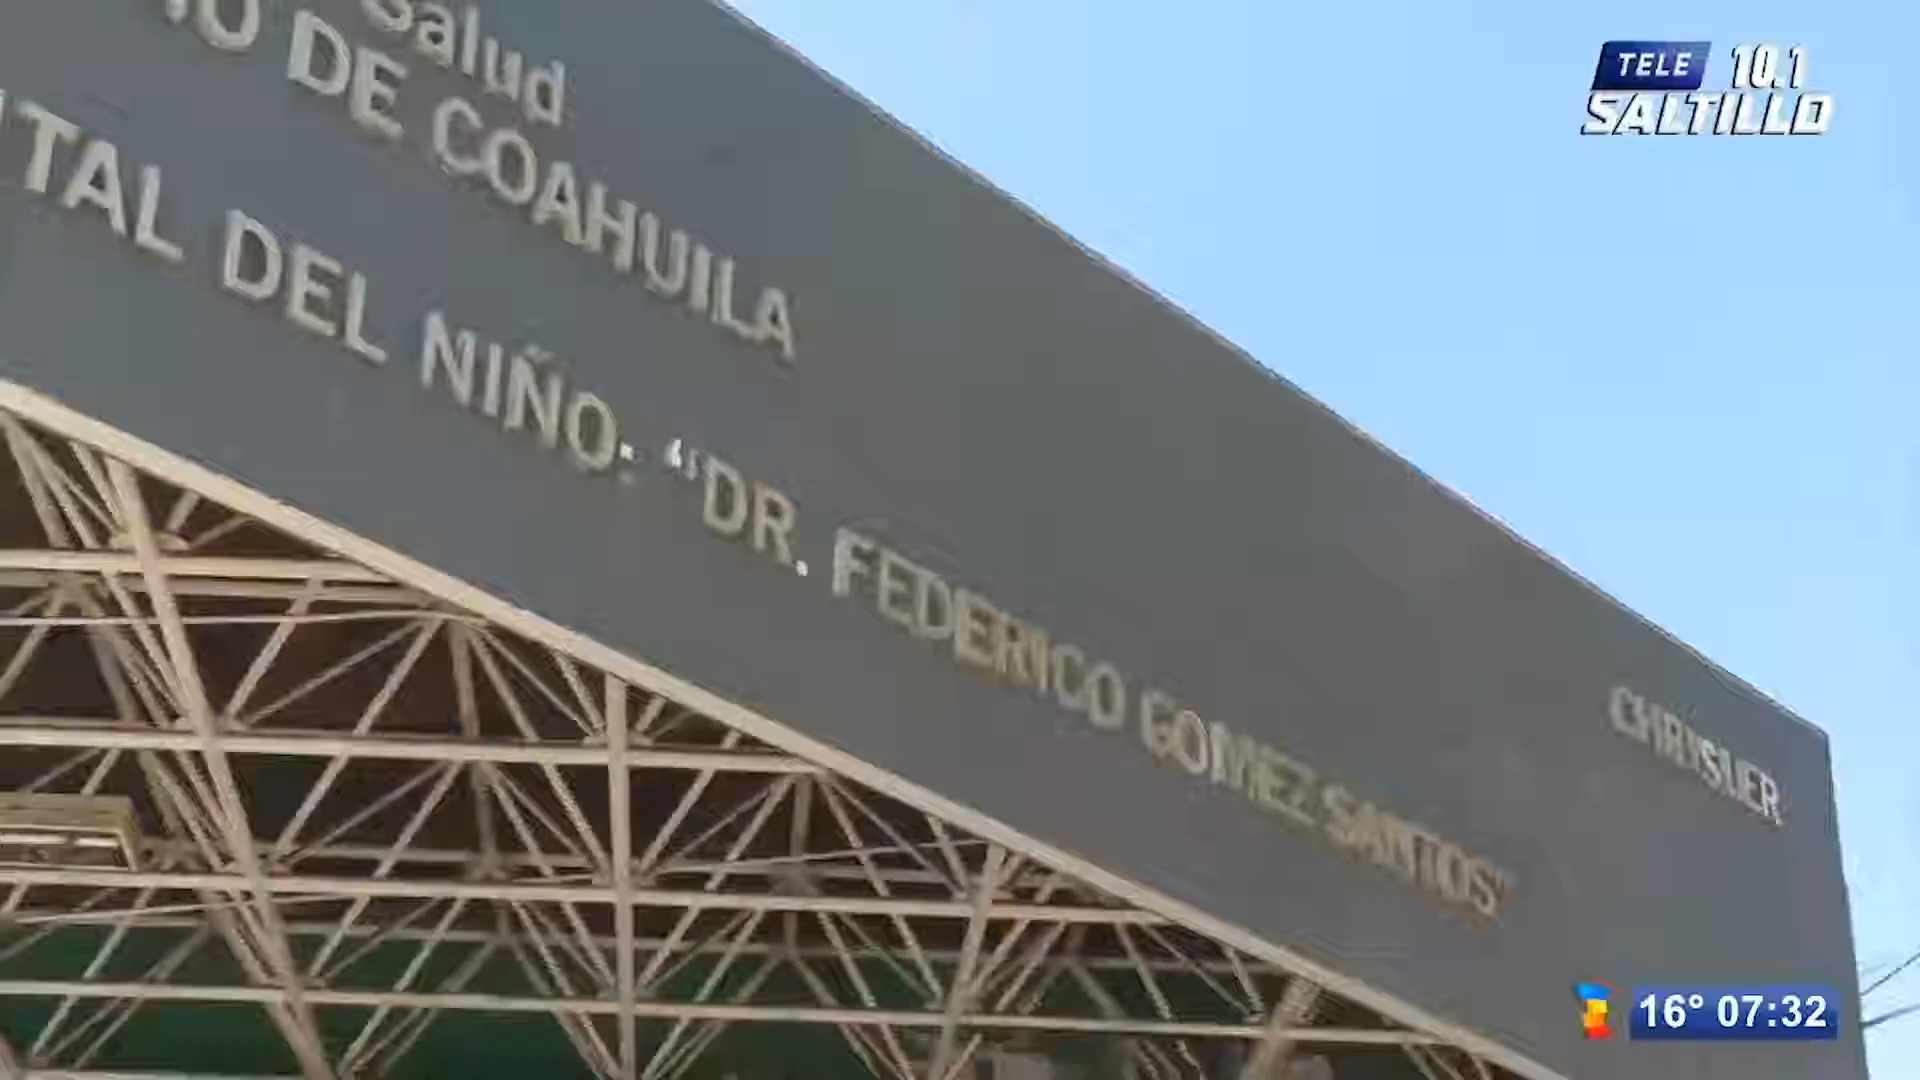 Salud
DE COAHUILA
TAL DEL NIÑO: "DR. FEDERICO GOMEZ SANTOS"
CHRYSLER
TELE 10.1
SALTILLO
16° 07:32